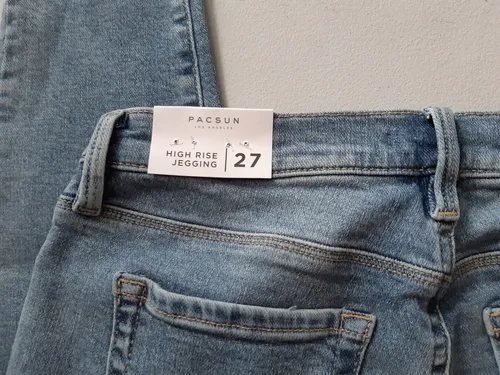 PACSUN
LOS ANGELES
HIGH RISE
JEGGING
27